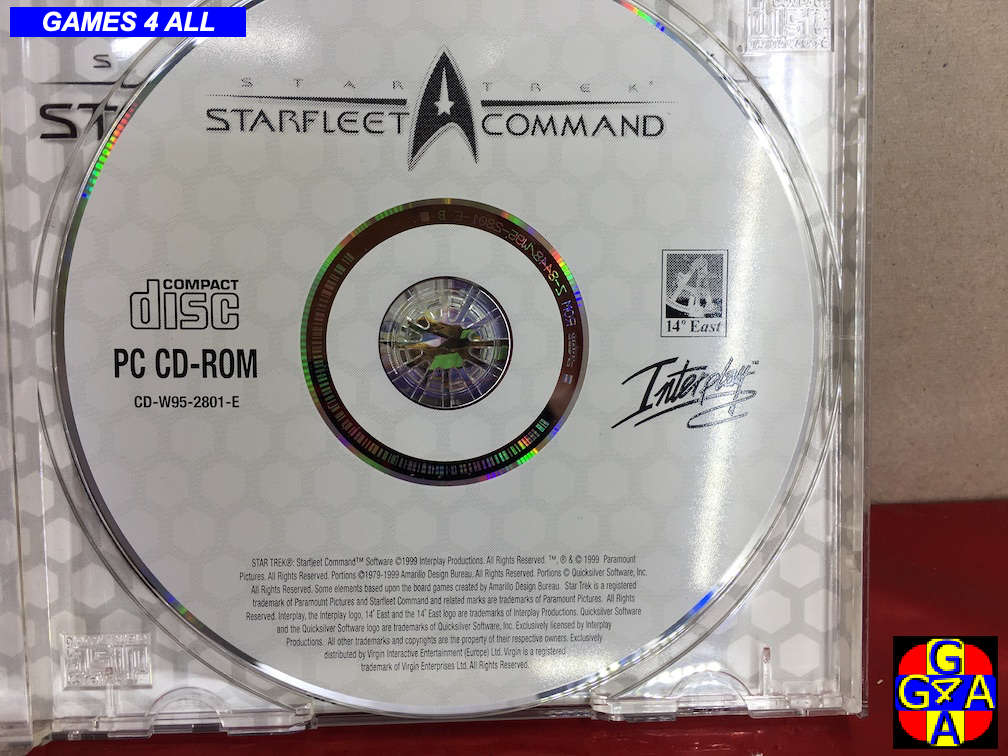 GAMES 4 ALL
S
ST
STAR TREK
STARFLEET COMMAND
COMPACT
disc
PC CD-ROM
CD-W95-2801-E
14° East
Interplay™
STAR TREK®: Starfleet Command™ Software ©1999 Interplay Productions. All Rights Reserved. ™, ® & © 1999 Paramount
Pictures. All Rights Reserved. Portions ©1979-1999 Amarillo Design Bureau. All Rights Reserved. Portions © Quicksilver Software, Inc.
All Rights Reserved. Some elements based upon the board games created by Amarillo Design Bureau. Star Trek is a registered
trademark of Paramount Pictures and Starfleet Command and related marks are trademarks of Paramount Pictures. All Rights
Reserved. Interplay, the Interplay logo, 14° East and the 14° East logo are trademarks of Interplay Productions. Quicksilver Software
and the Quicksilver Software logo are trademarks of Quicksilver Software, Inc. Exclusively licensed by Interplay
Productions. All other trademarks and copyrights are the property of their respective owners. Exclusively
distributed by Virgin Interactive Entertainment (Europe) Ltd. Virgin is a registered
trademark of Virgin Enterprises Ltd. All Rights Reserved.
G
G4A
A